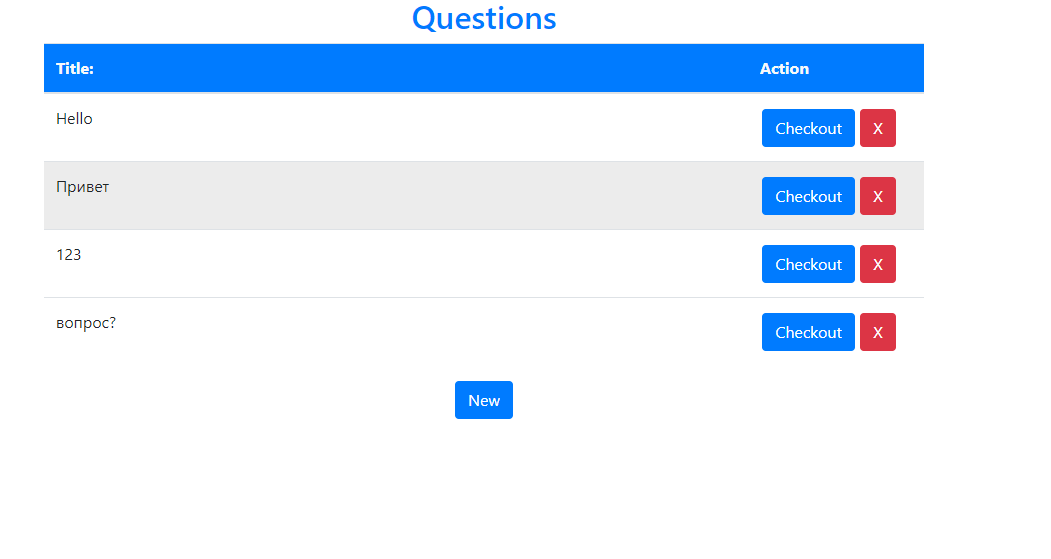 Questions
Title: Action
Hello Checkout X
Привет Checkout X
123 Checkout X
вопрос? Checkout X
New